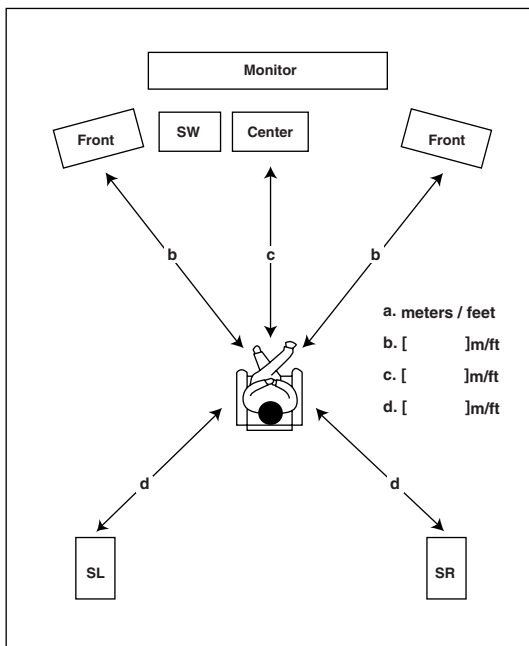 Monitor
Front
SW
Center
Front
b
c
b
a. meters / feet
b. [ ]m/ft
c. [ ]m/ft
d. [ ]m/ft
d
d
SL
SR